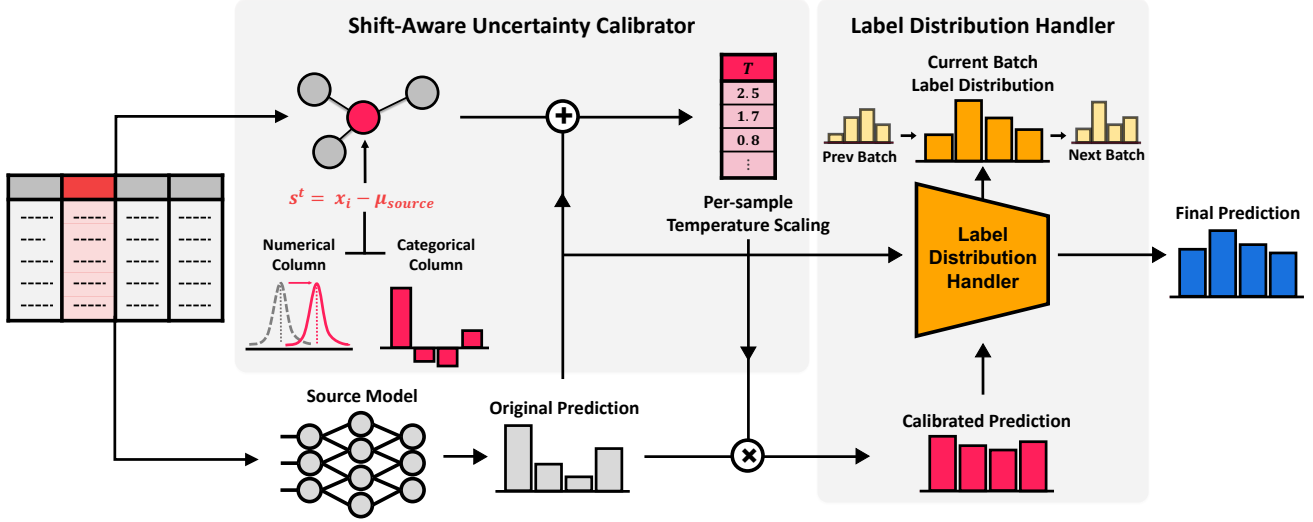 Shift-Aware Uncertainty Calibrator
Label Distribution Handler
T
2.5
1.7
0.8
⋮
Current Batch
Label Distribution
Prev Batch
Next Batch
s^t = x_i − μ_source
Numerical
Column
Categorical
Column
Per-sample
Temperature Scaling
Label
Distribution
Handler
Final Prediction
Source Model
Original Prediction
Calibrated Prediction